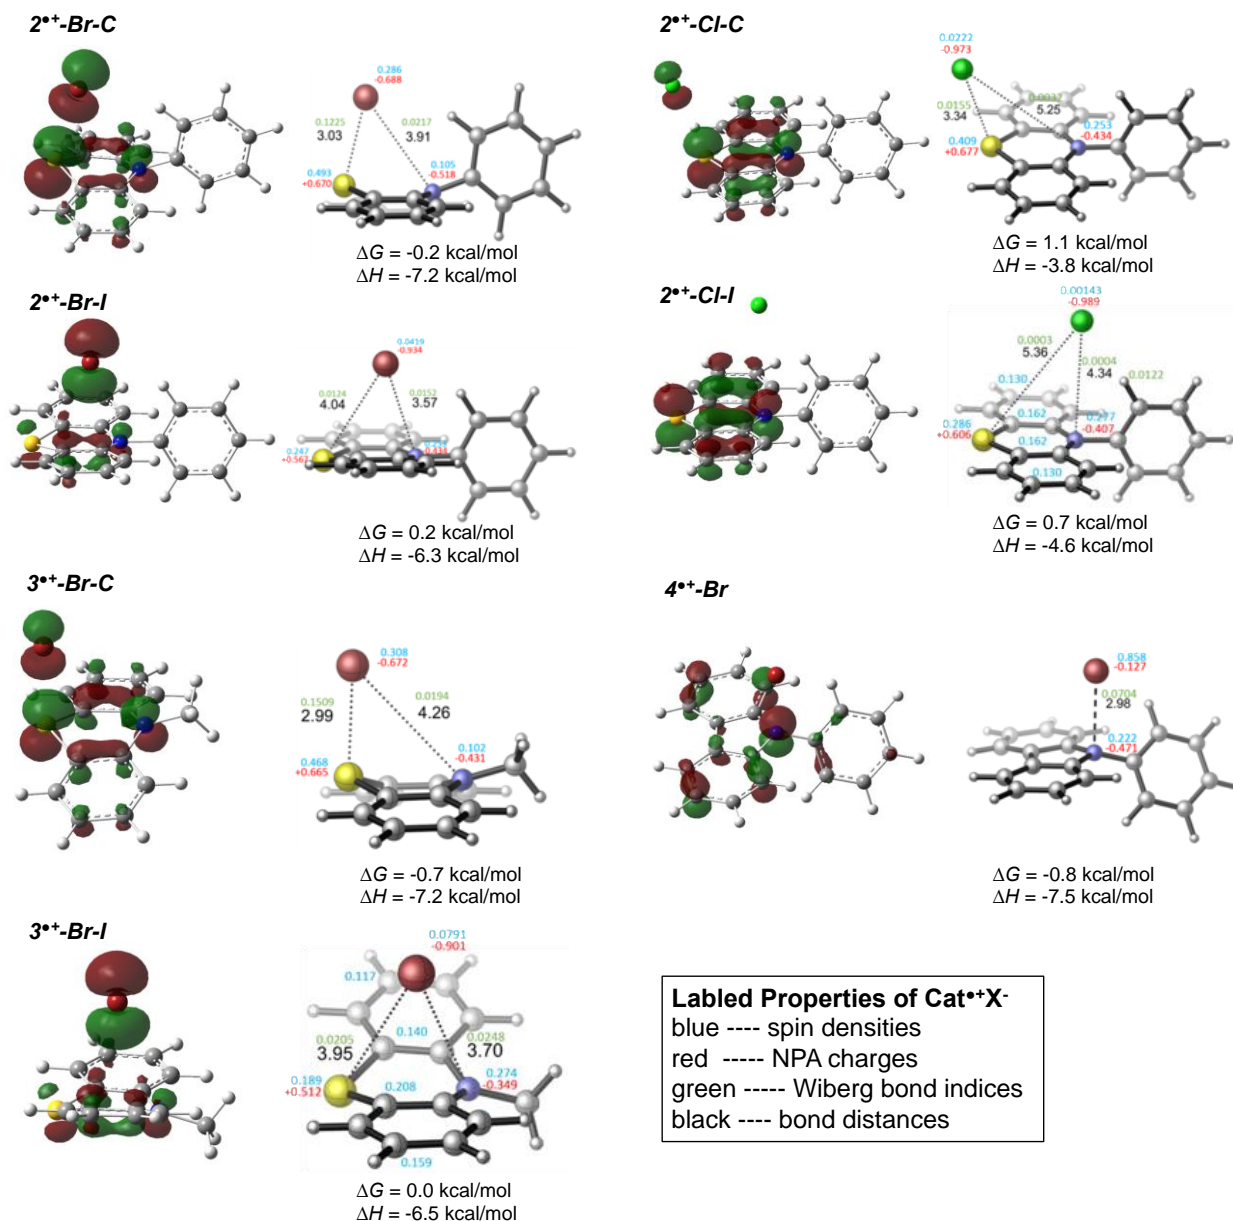 2•+-Br-C
0.286
-0.688
0.1225
3.03
0.0217
3.91
0.493
+0.670
0.105
-0.518
ΔG = -0.2 kcal/mol
ΔH = -7.2 kcal/mol
2•+-Cl-C
0.0222
-0.973
0.0155
3.34
0.0032
5.25
0.409
+0.677
0.253
-0.434
ΔG = 1.1 kcal/mol
ΔH = -3.8 kcal/mol
2•+-Br-I
0.0419
-0.934
0.0124
4.04
0.0152
3.57
0.247
+0.567
ΔG = 0.2 kcal/mol
ΔH = -6.3 kcal/mol
2•+-Cl-I
0.00143
-0.989
0.0003
5.36
0.0004
4.34
0.0122
0.130
0.162
0.277
-0.407
0.286
+0.606
0.162
0.130
ΔG = 0.7 kcal/mol
ΔH = -4.6 kcal/mol
3•+-Br-C
0.308
-0.672
0.1509
2.99
0.0194
4.26
0.468
+0.665
0.102
-0.431
ΔG = -0.7 kcal/mol
ΔH = -7.2 kcal/mol
4•+-Br
0.858
-0.127
0.0704
2.98
0.222
-0.471
ΔG = -0.8 kcal/mol
ΔH = -7.5 kcal/mol
3•+-Br-I
0.0791
-0.901
0.117
0.0205
3.95
0.140
0.0248
3.70
0.189
+0.512
0.208
0.274
-0.349
0.159
ΔG = 0.0 kcal/mol
ΔH = -6.5 kcal/mol
Labled Properties of Cat•+X-
blue ---- spin densities
red ----- NPA charges
green ----- Wiberg bond indices
black ---- bond distances